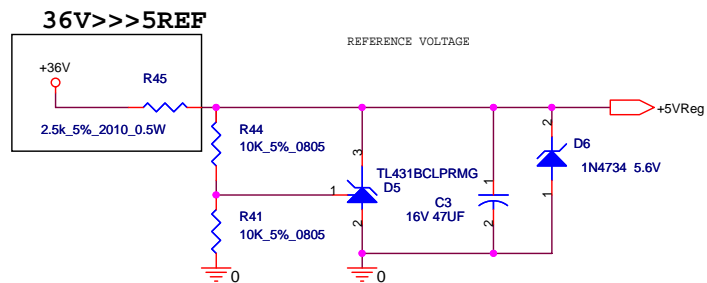 36V>>>5REF
REFERENCE VOLTAGE
+36V
R45
2.5k_5%_2010_0.5W
+5VReg
R44
10K_5%_0805
3
TL431BCLPRMG
D5
1
2
2
D6
1N4734 5.6V
1
1
C3
16V 47UF
2
R41
10K_5%_0805
0
0